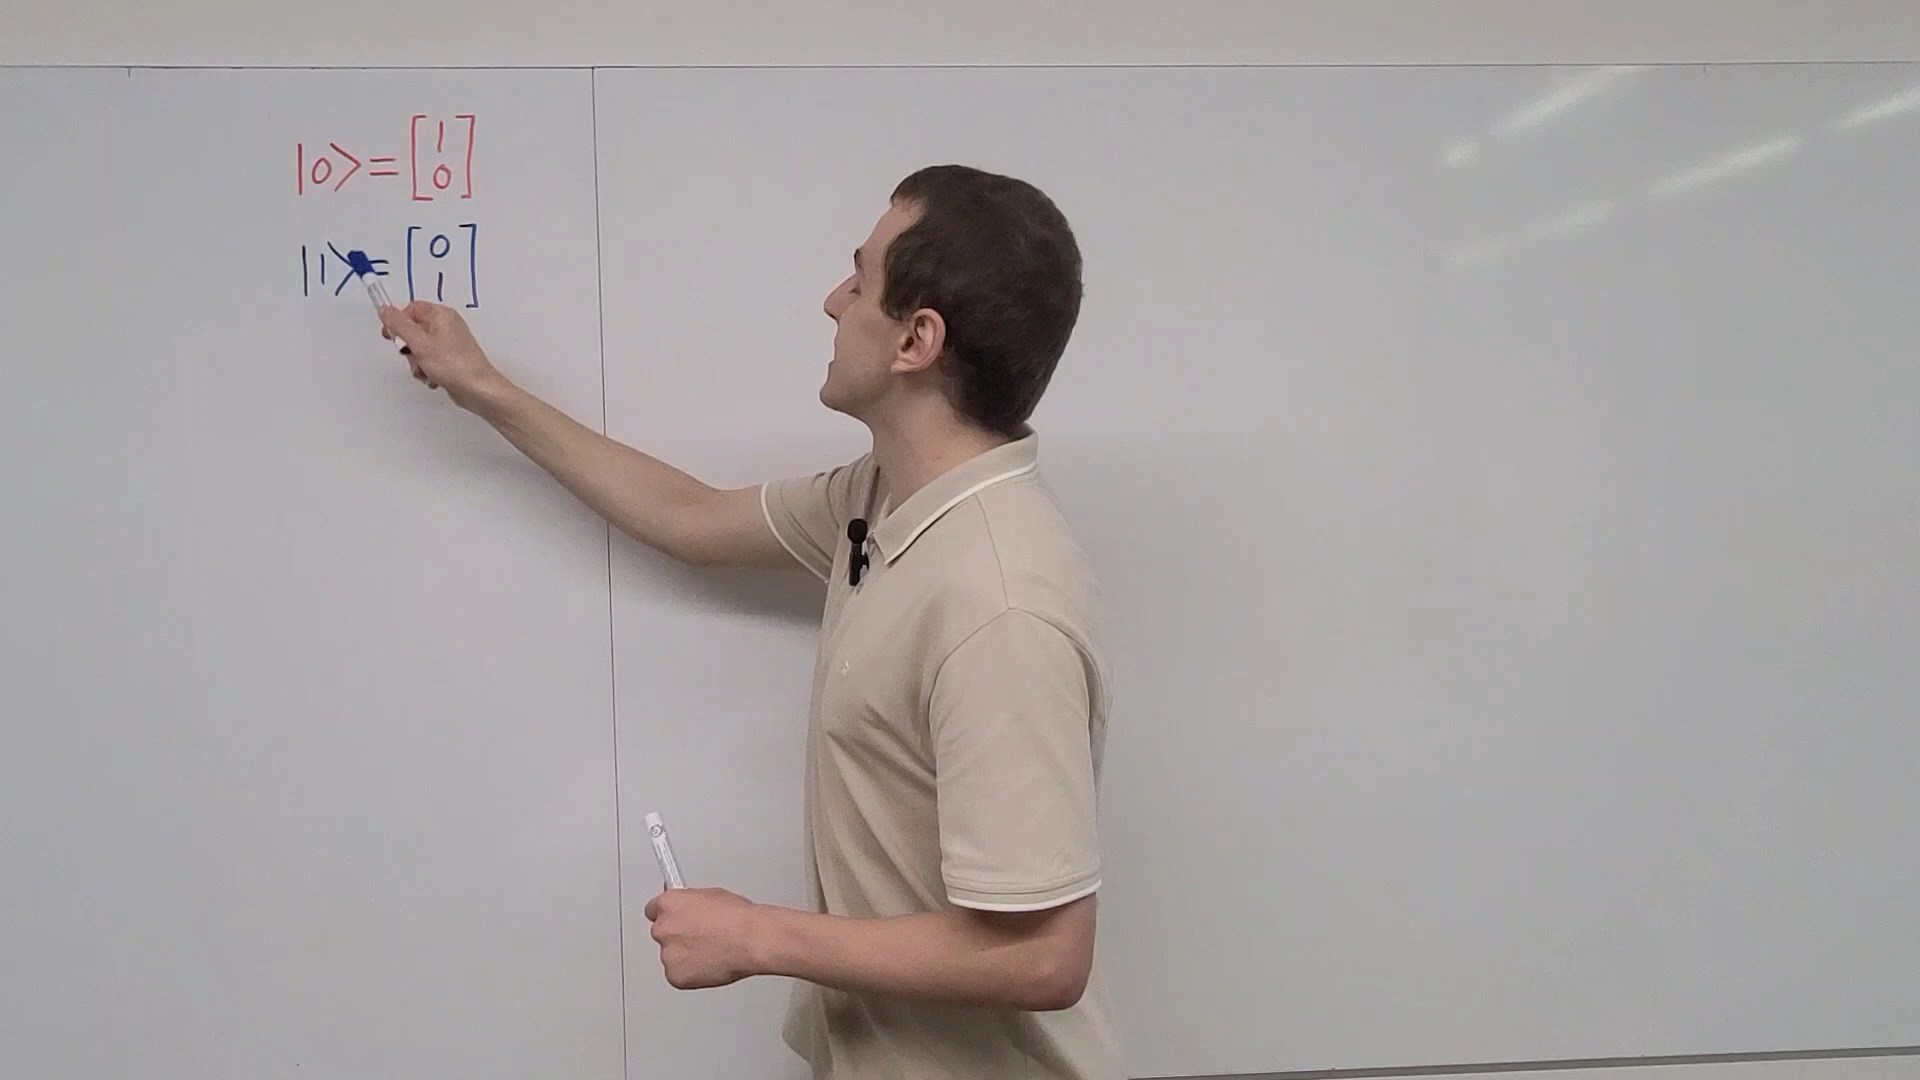 |0⟩ = [1
0]
|1⟩ = [0
1]